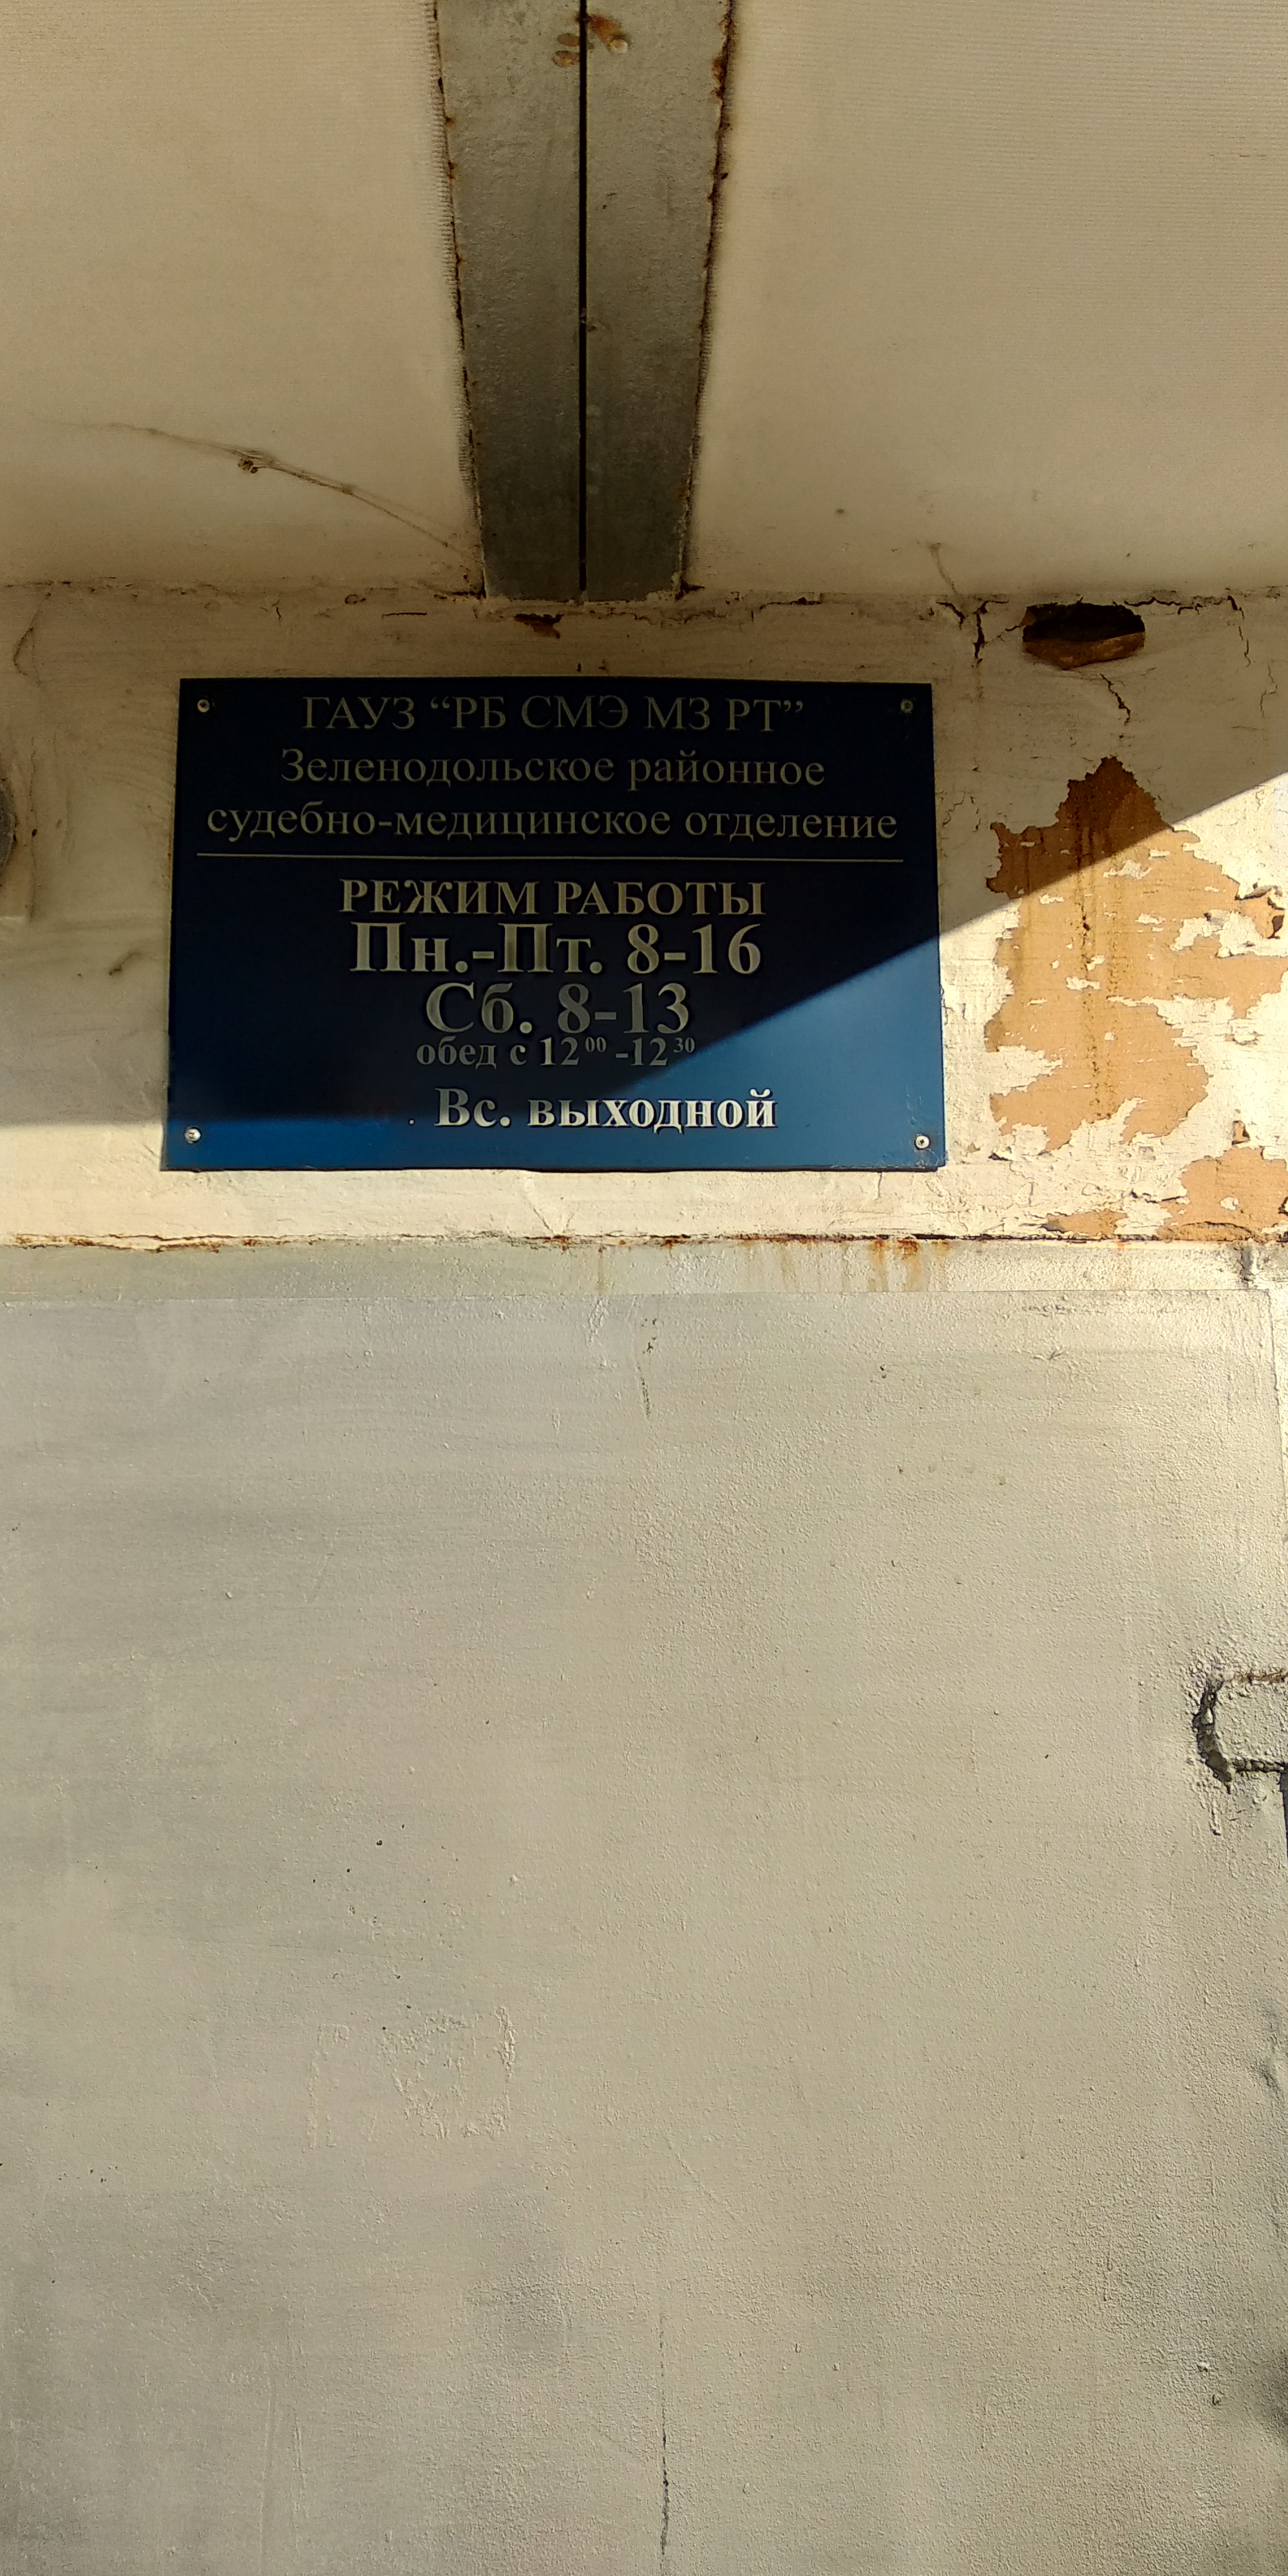 ГАУЗ “РБ СМЭ МЗ РТ”
Зеленодольское районное
судебно-медицинское отделение
РЕЖИМ РАБОТЫ
Пн.-Пт. 8-16
Сб. 8-13
обед с 12⁰⁰ -12³⁰
Вс. выходной